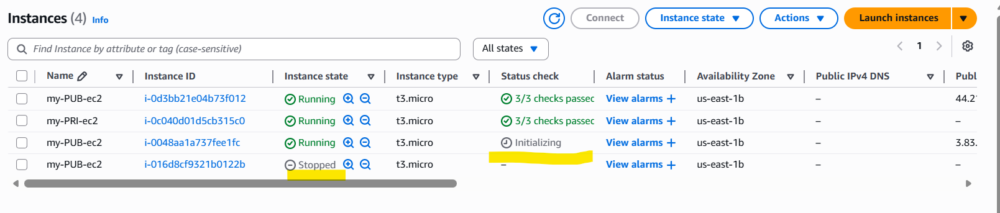 Instances (4) Info Connect Instance state Actions Launch instances
Find Instance by attribute or tag (case-sensitive) All states 1
Name Instance ID Instance state Instance type Status check Alarm status Availability Zone Public IPv4 DNS Publ
my-PUB-ec2 i-0d3bb21e04b73f012 Running t3.micro 3/3 checks passec View alarms + us-east-1b – 44.21
my-PRI-ec2 i-0c040d01d5cb315c0 Running t3.micro 3/3 checks passec View alarms + us-east-1b – –
my-PUB-ec2 i-0048aa1a737fee1fc Running t3.micro Initializing View alarms + us-east-1b – 3.83.
my-PUB-ec2 i-016d8cf9321b0122b Stopped t3.micro – View alarms + us-east-1b – –